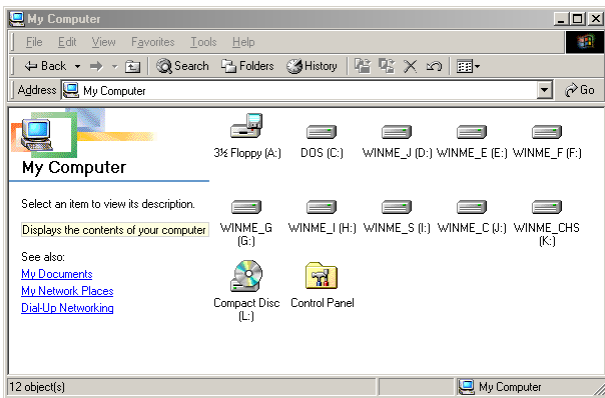 My Computer
File Edit View Favorites Tools Help
Back Search Folders History
Address My Computer Go
My Computer
Select an item to view its description.
Displays the contents of your computer
See also:
My Documents
My Network Places
Dial-Up Networking
3½ Floppy (A:) DOS (C:) WINME_J (D:) WINME_E (E:) WINME_F (F:)
WINME_G WINME_I (H:) WINME_S (I:) WINME_C (J:) WINME_CHS
(G:) (K:)
Compact Disc Control Panel
(L:)
12 object(s) My Computer